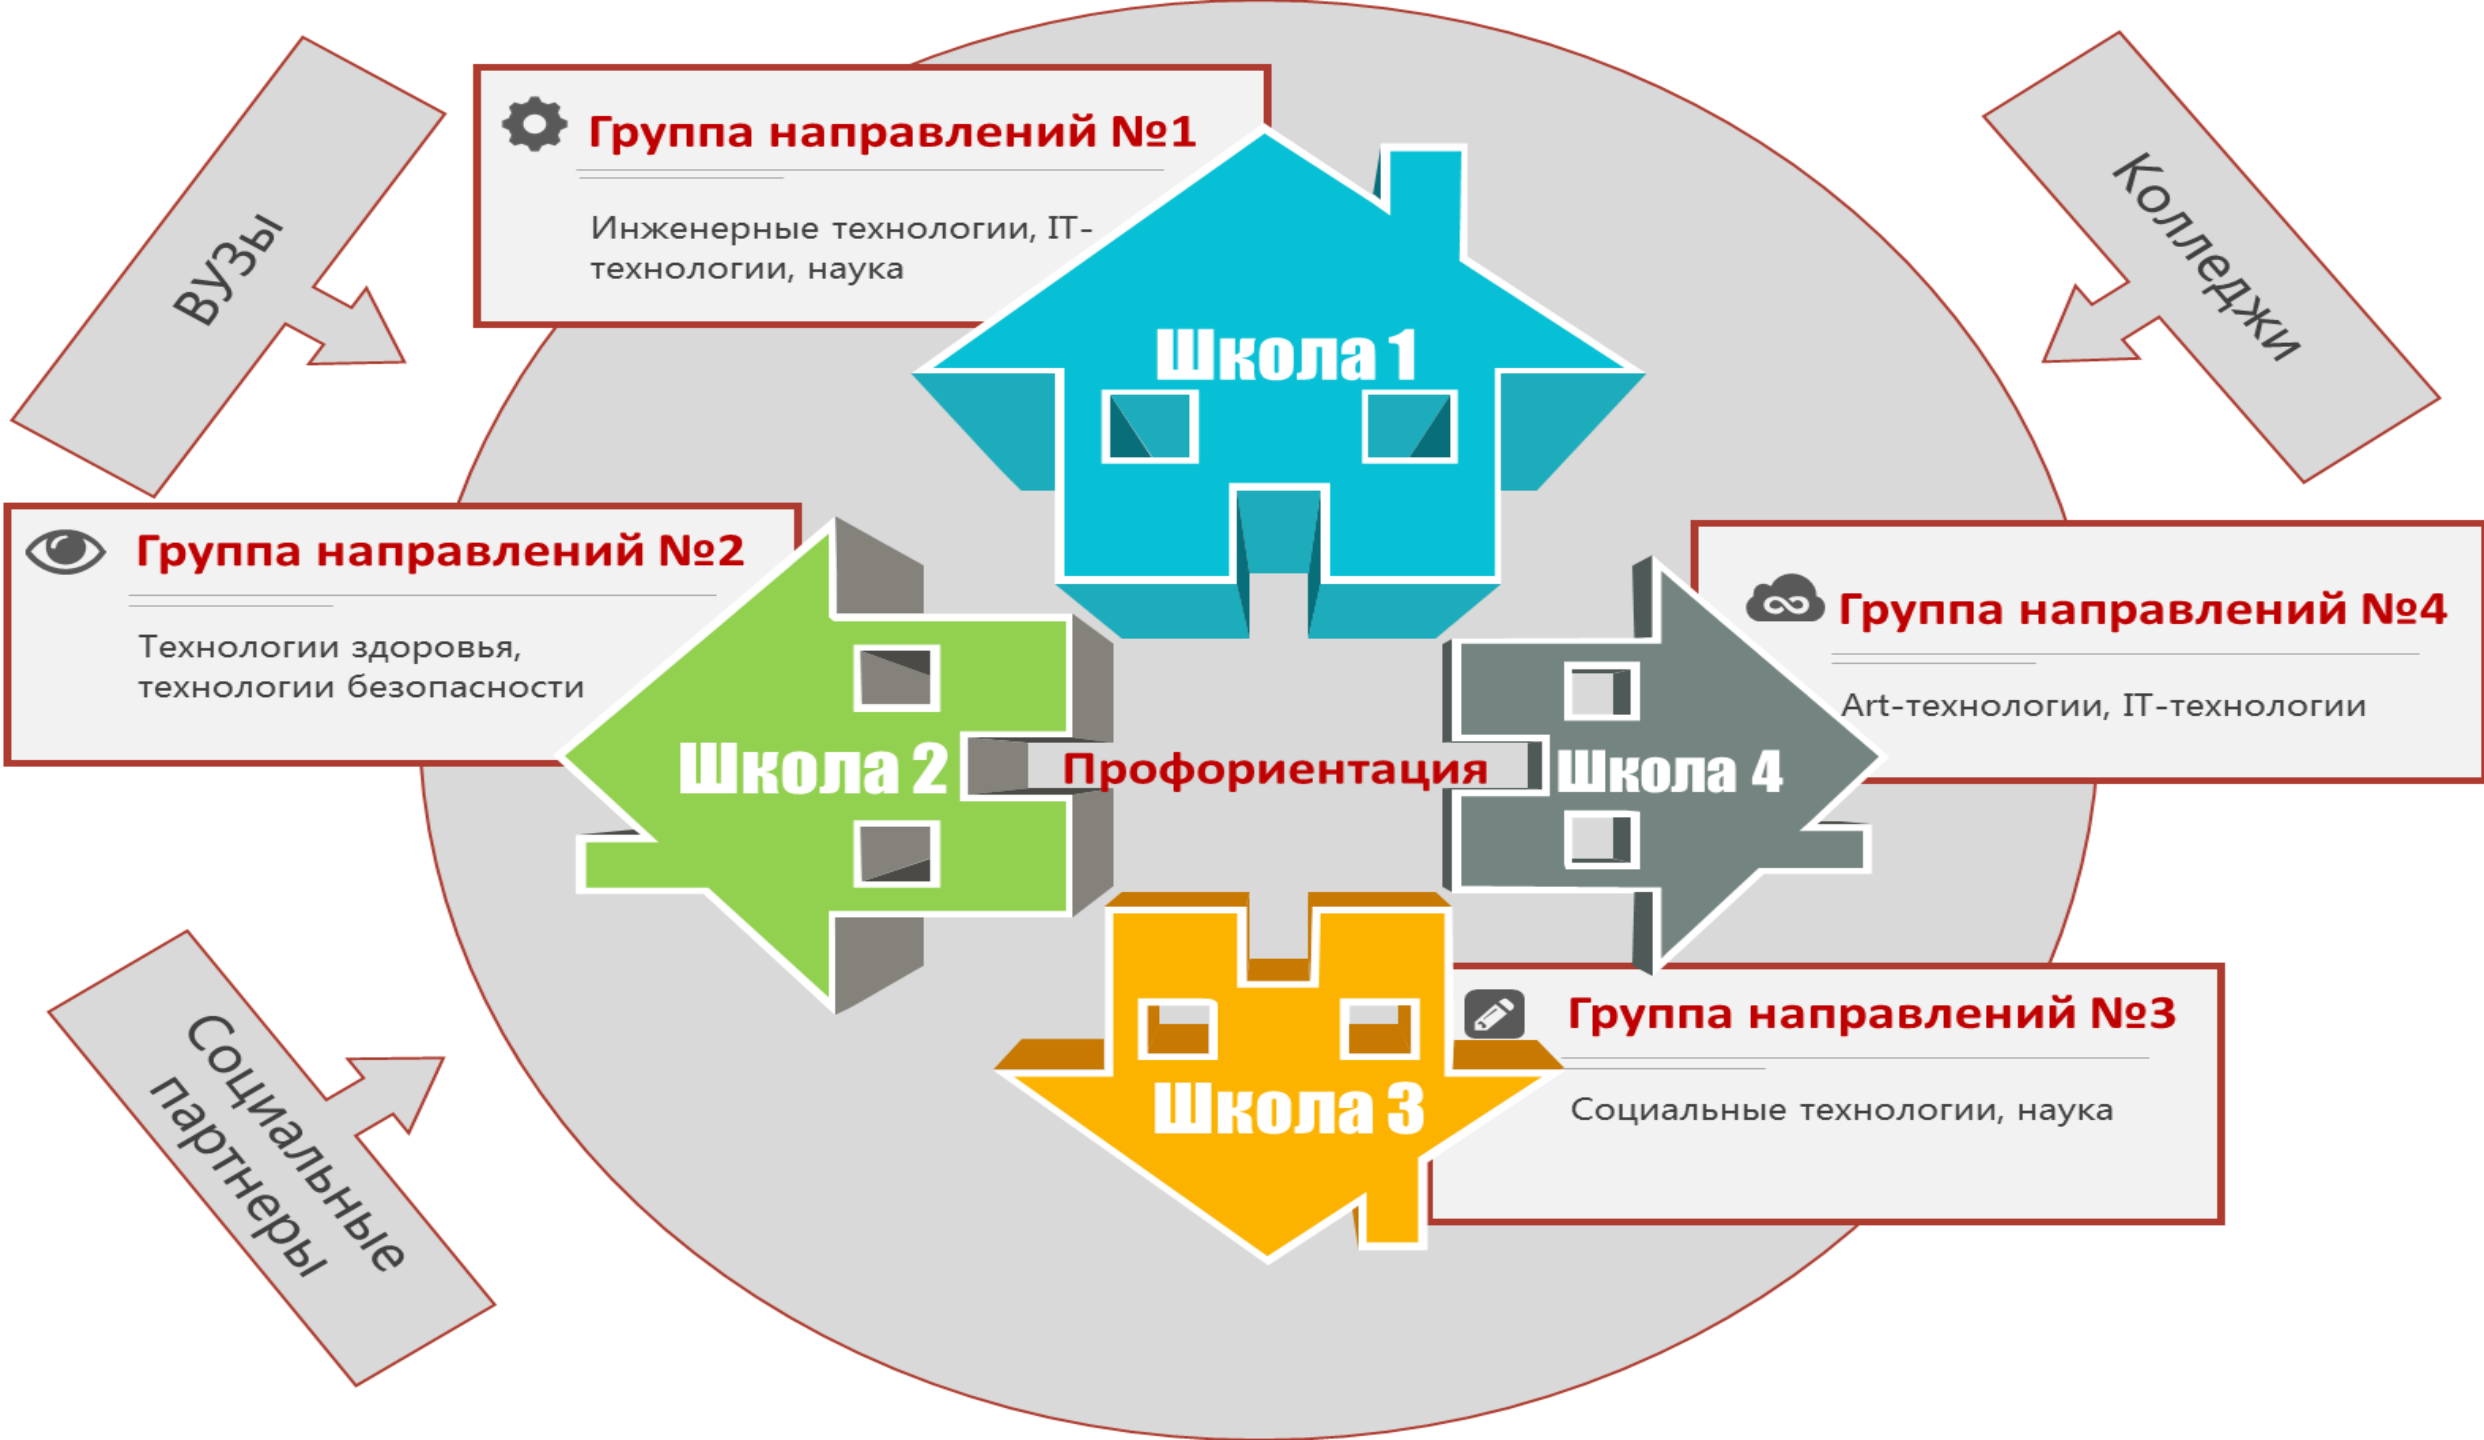 ВУЗы
Группа направлений №1
Инженерные технологии, IT-
технологии, наука
Школа 1
Колледжи
Группа направлений №2
Технологии здоровья,
технологии безопасности
Школа 2
Профориентация
Группа направлений №4
Art-технологии, IT-технологии
Школа 4
Социальные
партнеры
Школа 3
Группа направлений №3
Социальные технологии, наука